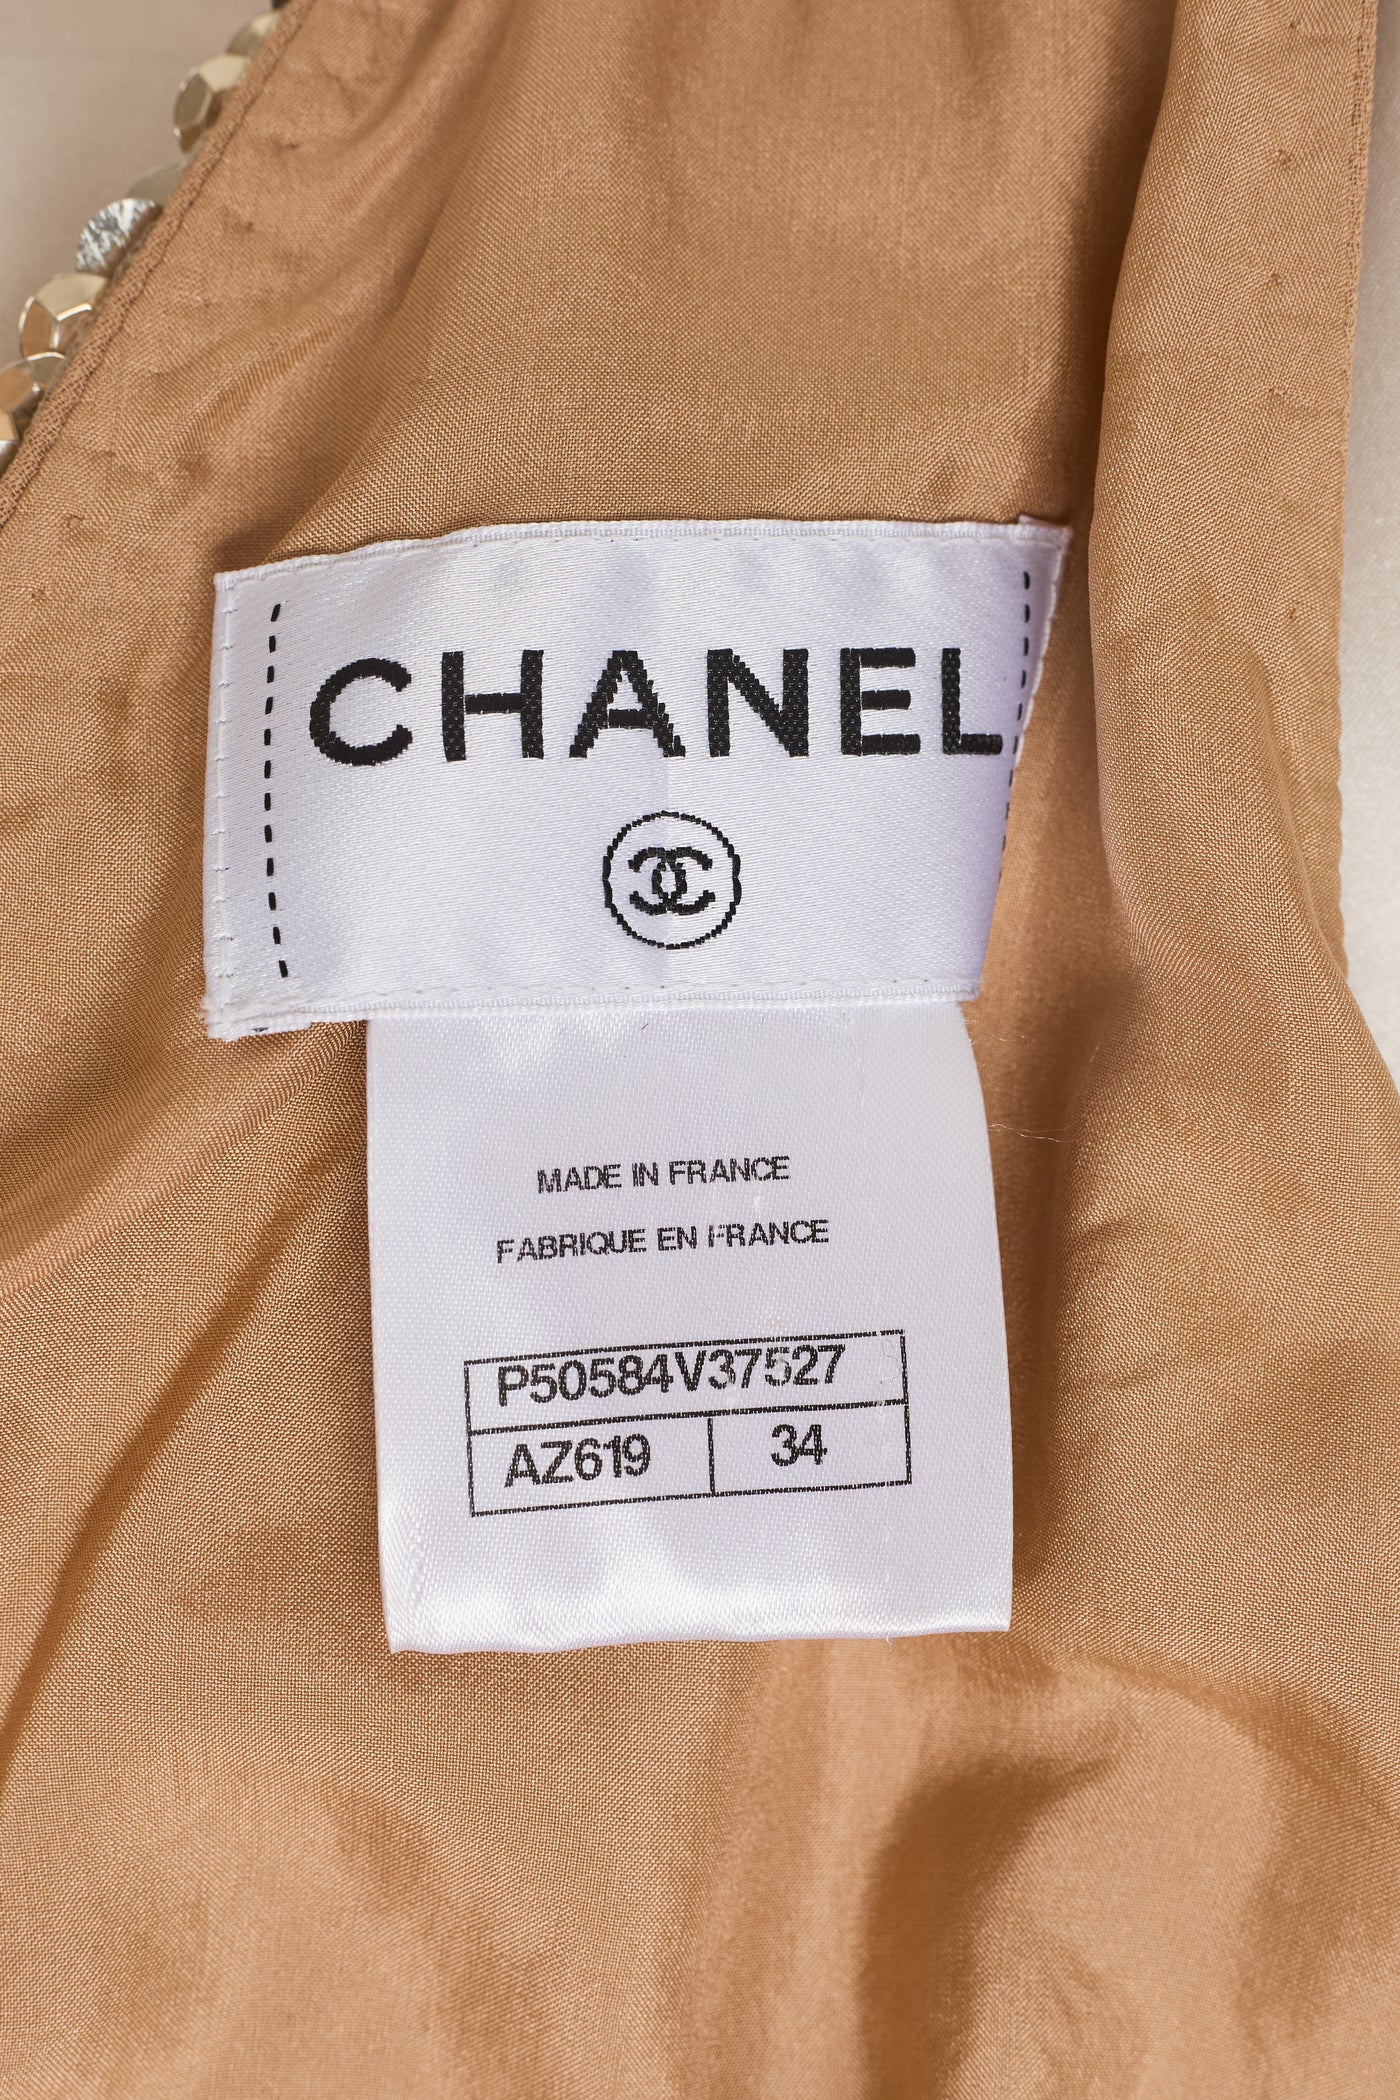 CHANEL
MADE IN FRANCE
FABRIQUE EN FRANCE
P50584V37527
AZ619 34